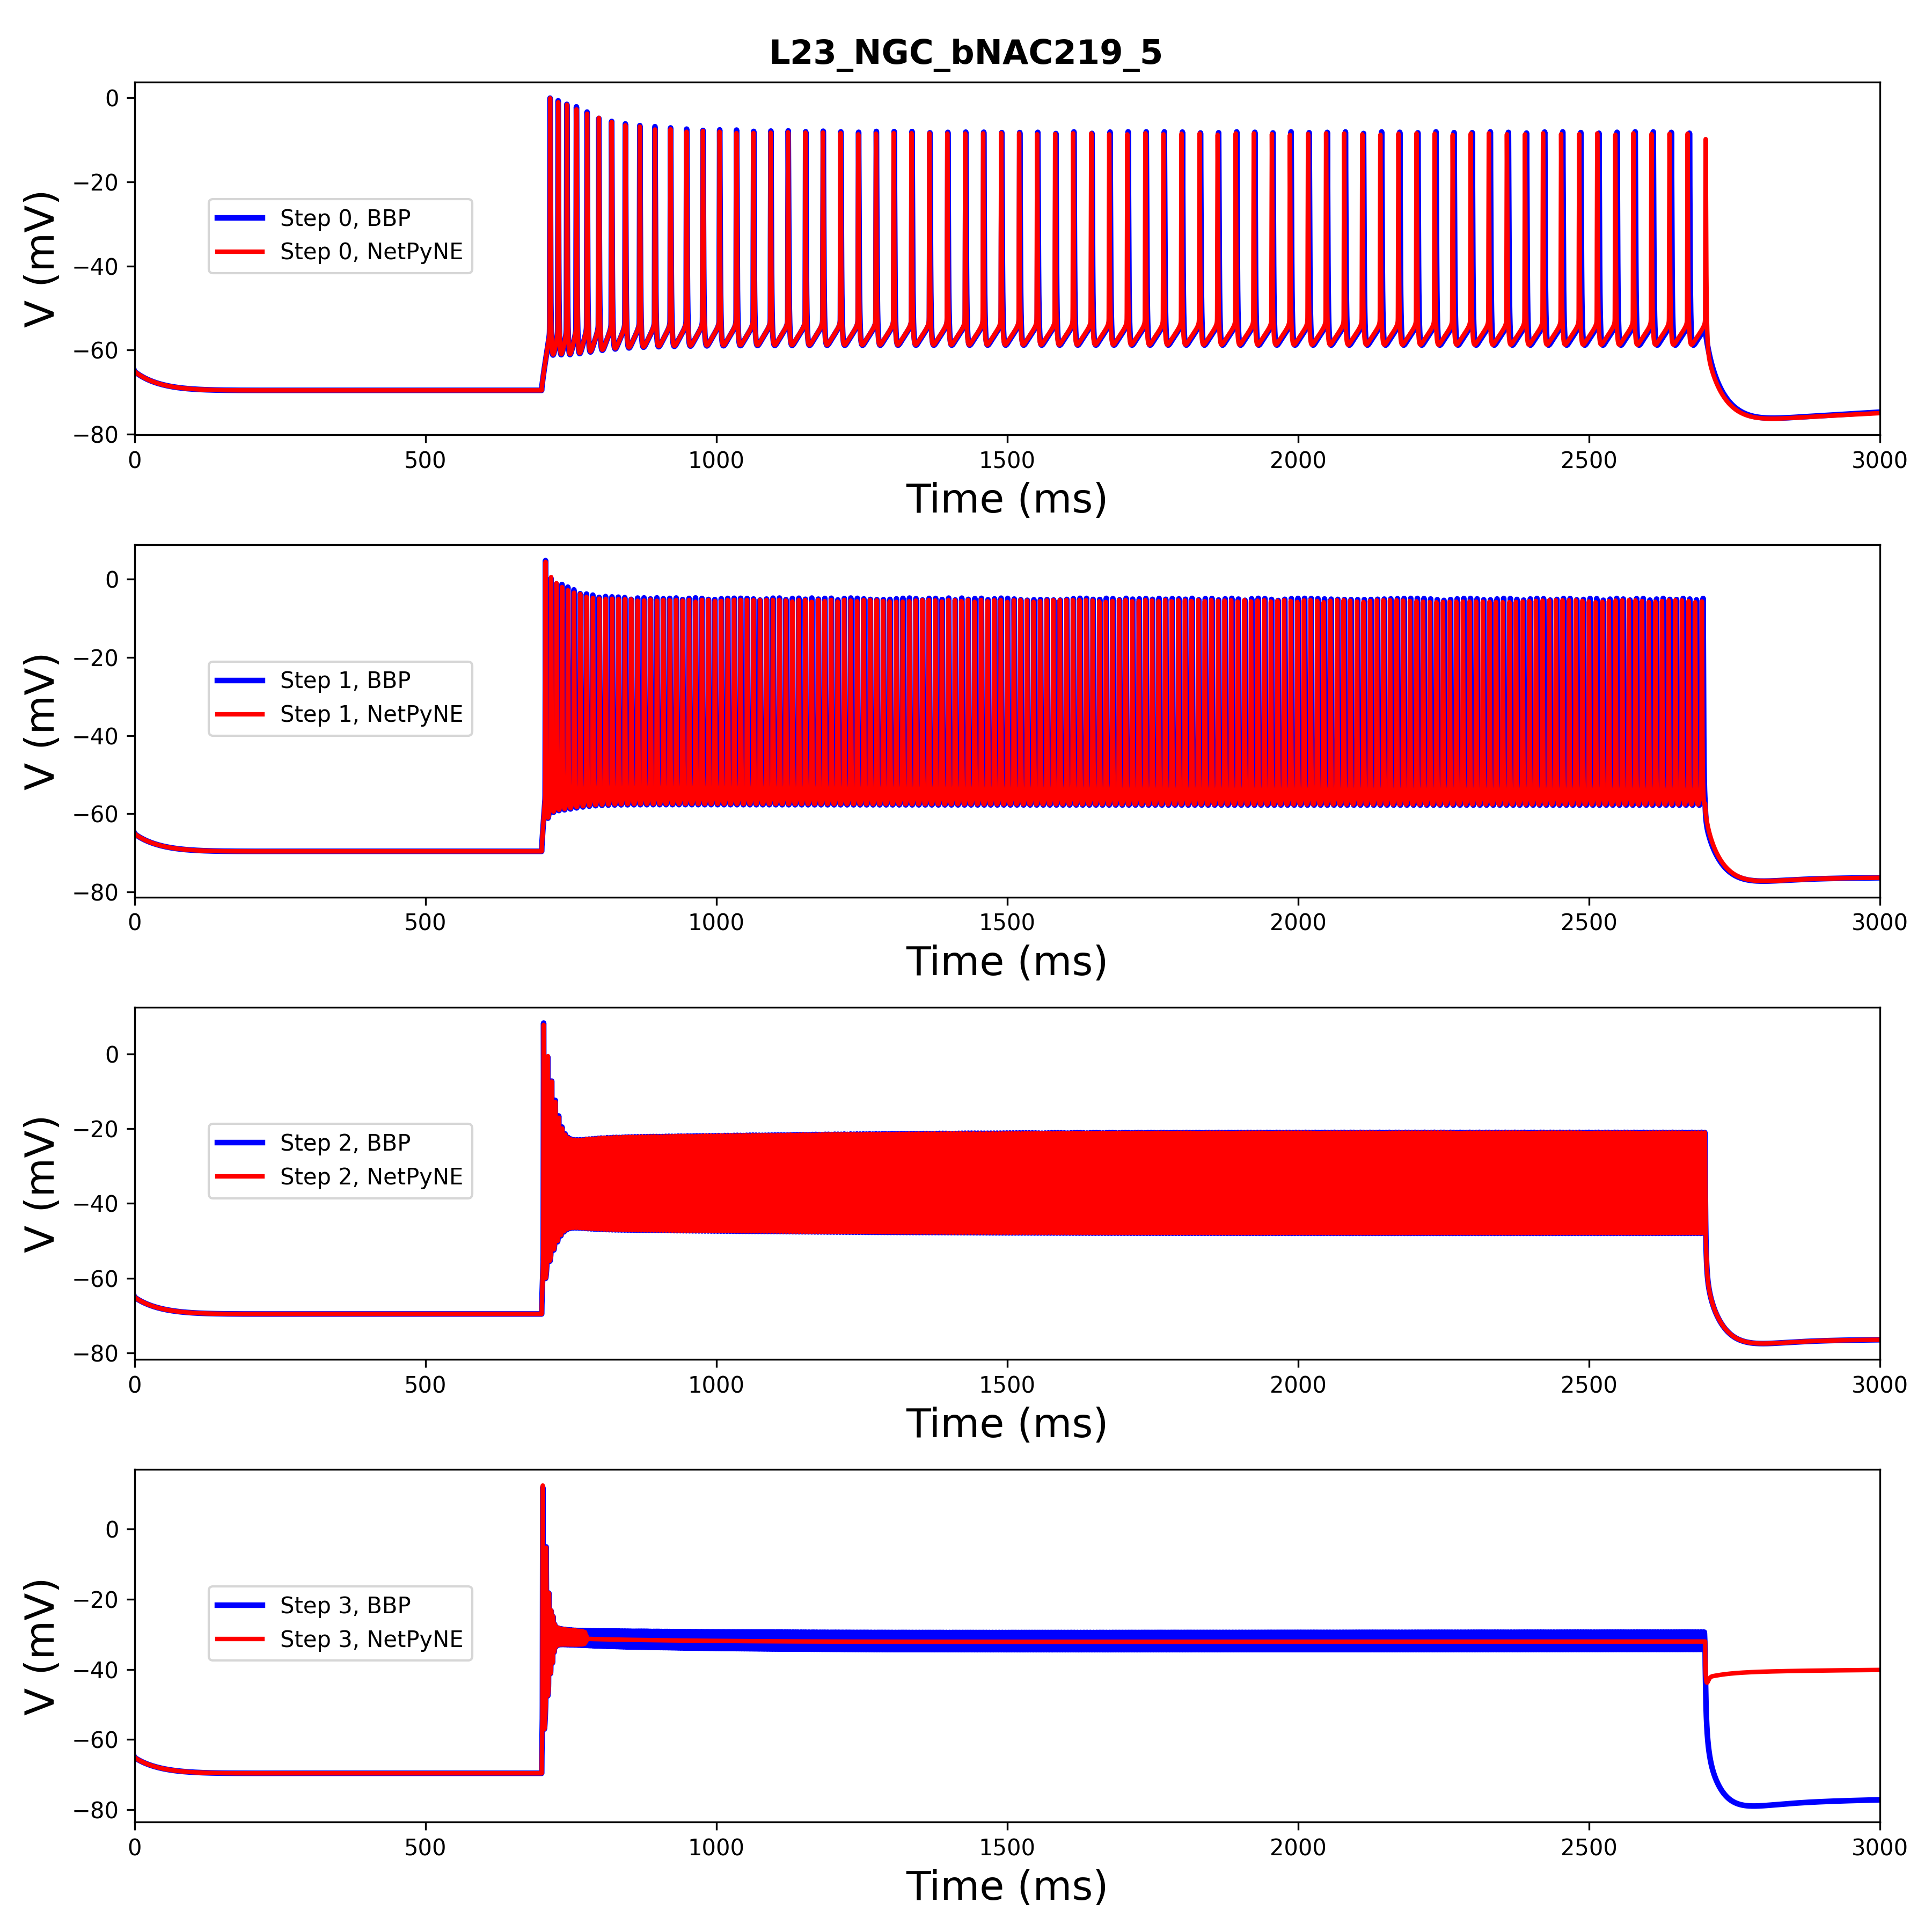 L23_NGC_bNAC219_5
0
−20
−40
−60
−80
V (mV)
Step 0, BBP
Step 0, NetPyNE
0 500 1000 1500 2000 2500 3000
Time (ms)
0
−20
−40
−60
−80
V (mV)
Step 1, BBP
Step 1, NetPyNE
0 500 1000 1500 2000 2500 3000
Time (ms)
0
−20
−40
−60
−80
V (mV)
Step 2, BBP
Step 2, NetPyNE
0 500 1000 1500 2000 2500 3000
Time (ms)
0
−20
−40
−60
−80
V (mV)
Step 3, BBP
Step 3, NetPyNE
0 500 1000 1500 2000 2500 3000
Time (ms)